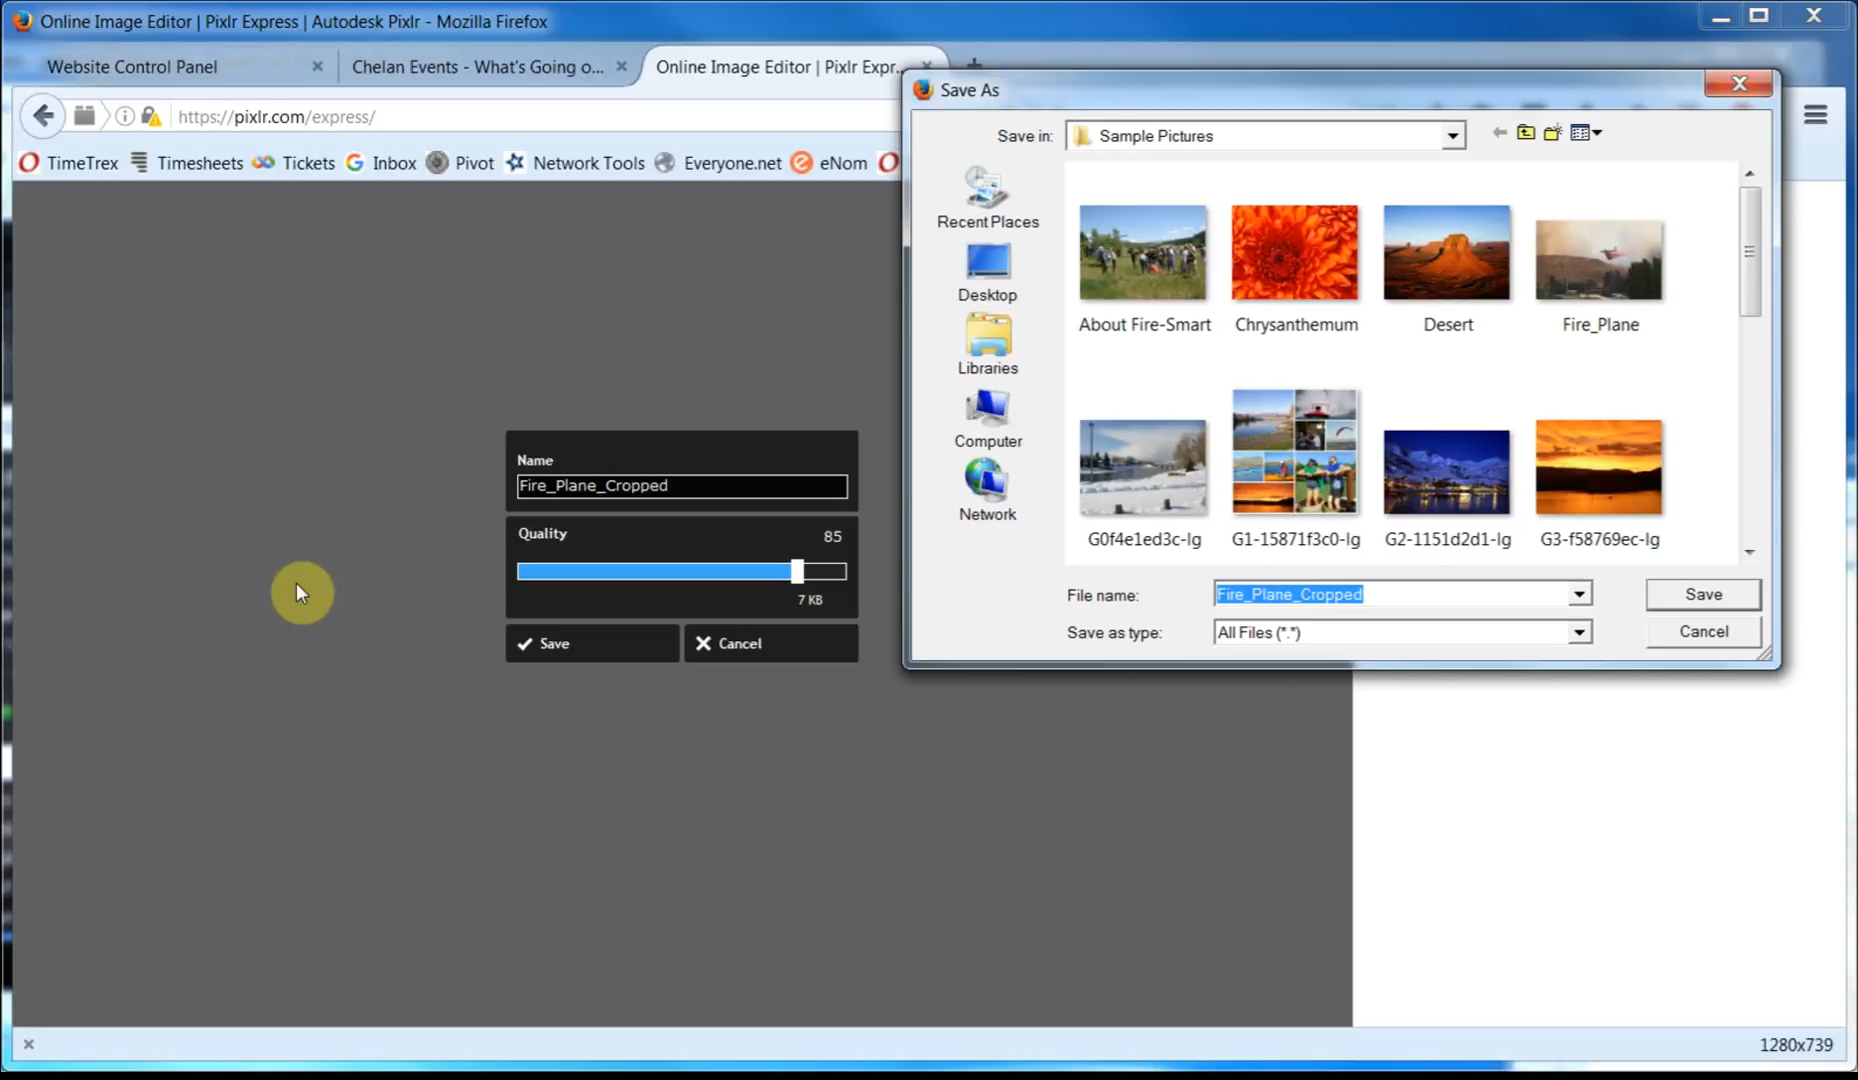 Online Image Editor | Pixlr Express | Autodesk Pixlr - Mozilla Firefox
Website Control Panel
Chelan Events - What's Going o...
Online Image Editor | Pixlr Expr...
https://pixlr.com/express/
TimeTrex Timesheets Tickets Inbox Pivot Network Tools Everyone.net eNom
Name
Fire_Plane_Cropped
Quality 85
7 KB
Save Cancel
Save As
Save in: Sample Pictures
Recent Places
Desktop
Libraries
Computer
Network
About Fire-Smart Chrysanthemum Desert Fire_Plane
G0f4e1ed3c-lg G1-15871f3c0-lg G2-1151d2d1-lg G3-f58769ec-lg
File name: Fire_Plane_Cropped Save
Save as type: All Files (*.*) Cancel
1280x739